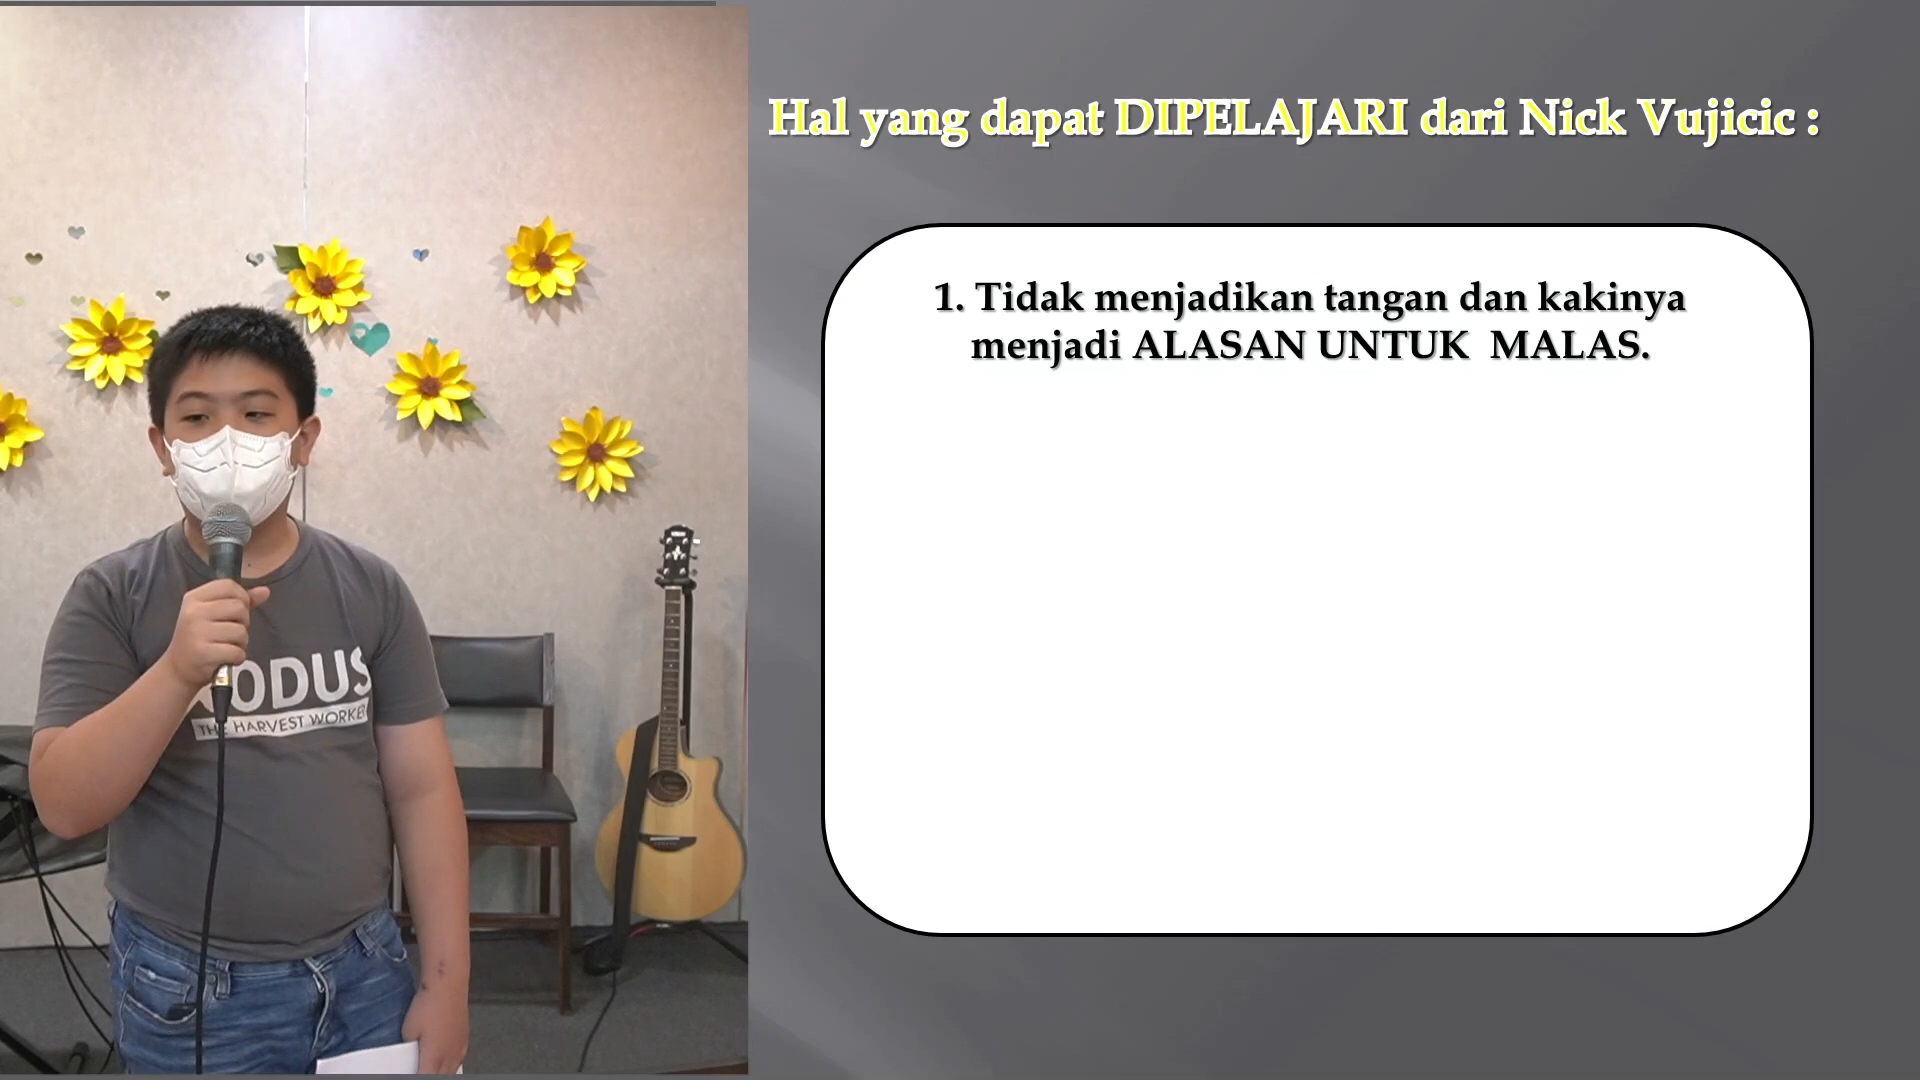 Hal yang dapat DIPELAJARI dari Nick Vujicic :
1. Tidak menjadikan tangan dan kakinya
menjadi ALASAN UNTUK MALAS.
ODUS
THE HARVEST WORKE